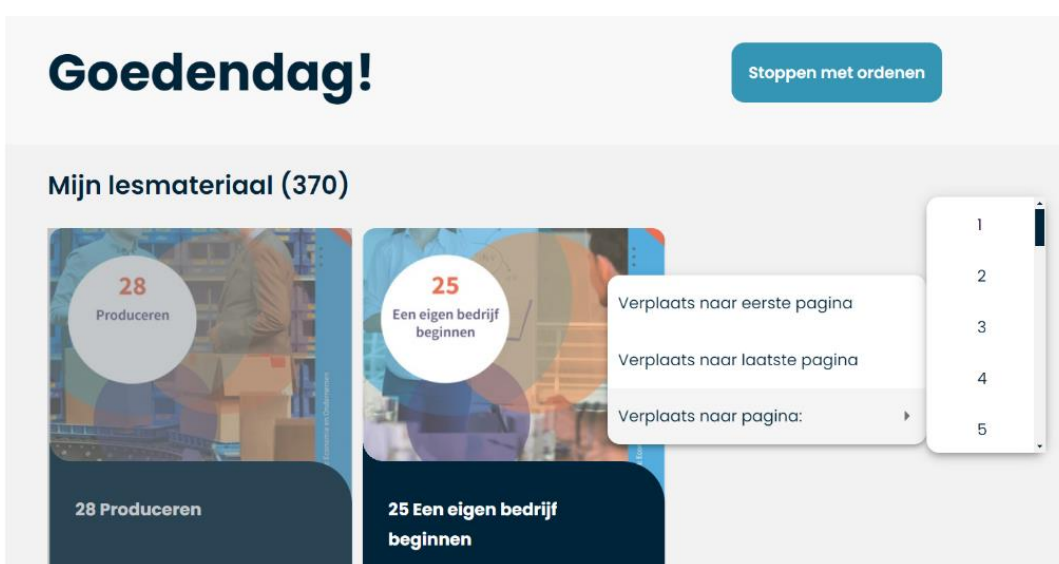 Goedendag!
Stoppen met ordenen
Mijn lesmateriaal (370)
28
Produceren
25
Een eigen bedrijf
beginnen
Verplaats naar eerste pagina
Verplaats naar laatste pagina
Verplaats naar pagina:
1
2
3
4
5
28 Produceren
25 Een eigen bedrijf
beginnen